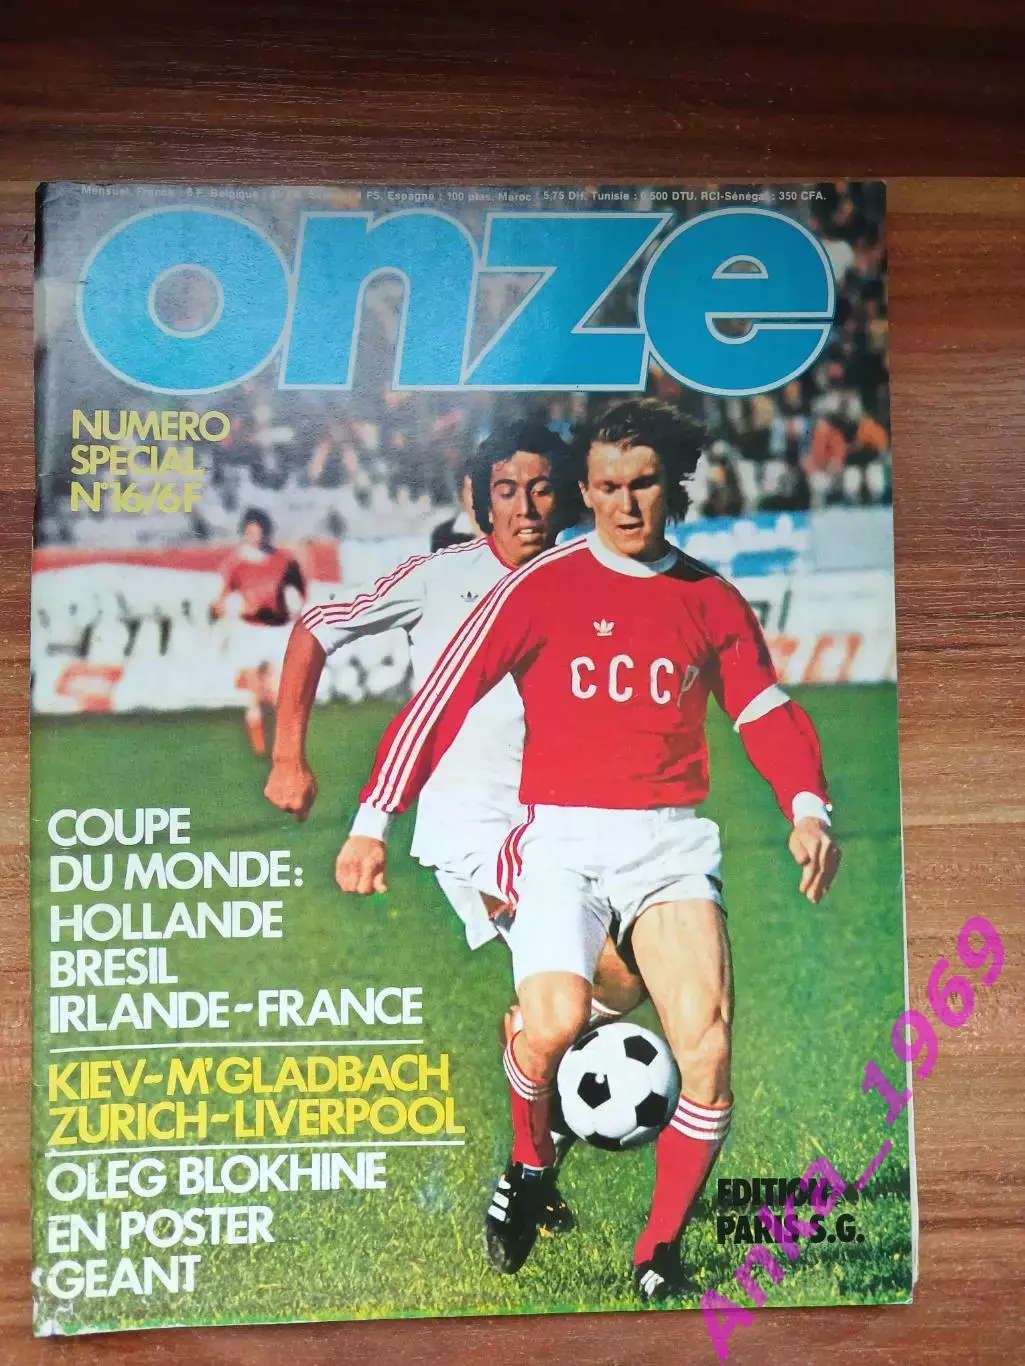 Mensuel. France : 6 F. Belgique FS. Espagne : 100 ptas. Maroc : 5,75 DH. Tunisie : 0,500 DTU. RCI-Sénégal : 350 CFA.
onze
NUMERO
SPECIAL
N°16/6F
CCCP
COUPE
DU MONDE:
HOLLANDE
BRESIL
IRLANDE-FRANCE
KIEV-M'GLADBACH
ZURICH-LIVERPOOL
OLEG BLOKHINE
EN POSTER
GEANT
EDITION
PARIS S.G.
Anka_1969